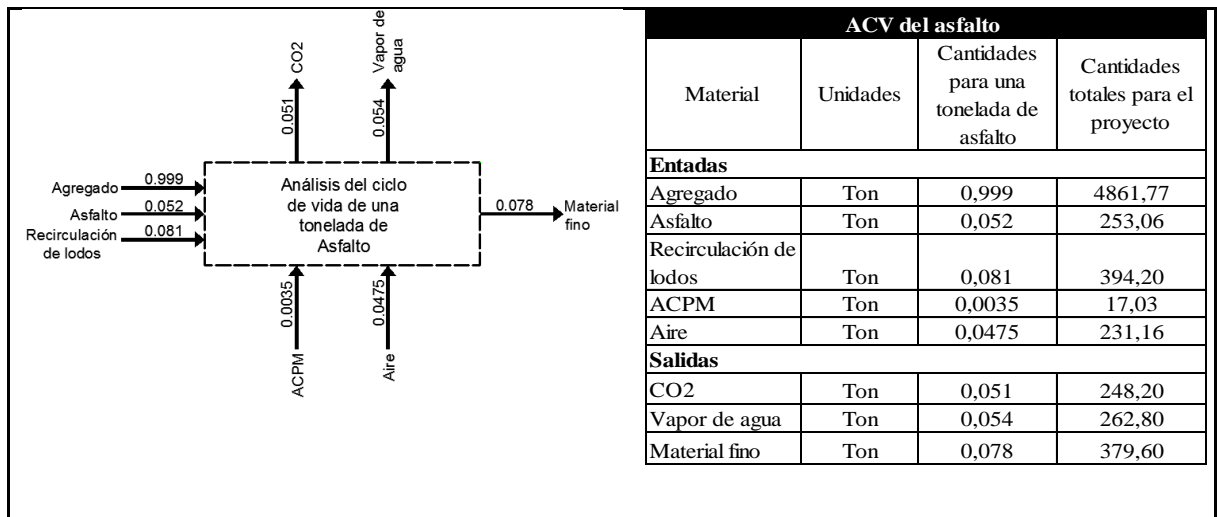 CO2
0.051
Vapor de
agua
0.054
Agregado
0.999
Asfalto
0.052
Recirculación
de lodos
0.081
Análisis del ciclo
de vida de una
tonelada de
Asfalto
0.078
Material
fino
0.0035
ACPM
0.0475
Aire
ACV del asfalto
Material Unidades Cantidades para una tonelada de asfalto Cantidades totales para el proyecto
Entadas
Agregado Ton 0,999 4861,77
Asfalto Ton 0,052 253,06
Recirculación de
lodos Ton 0,081 394,20
ACPM Ton 0,0035 17,03
Aire Ton 0,0475 231,16
Salidas
CO2 Ton 0,051 248,20
Vapor de agua Ton 0,054 262,80
Material fino Ton 0,078 379,60